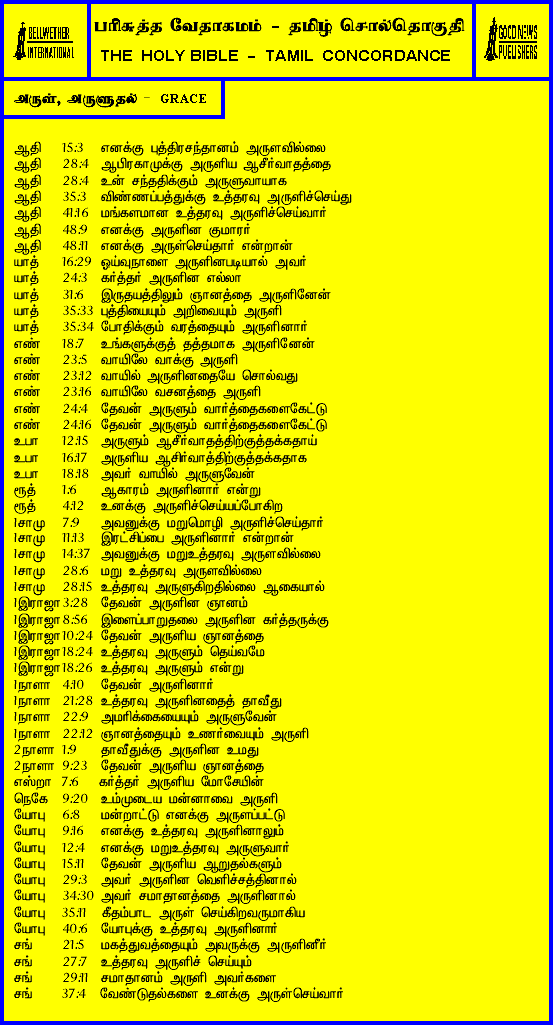 BELLWETHER
INTERNATIONAL
பரிசுத்த வேதாகமம் - தமிழ் சொல்தொகுதி
THE HOLY BIBLE - TAMIL CONCORDANCE
GOOD NEWS
PUBLISHERS
அருள், அருளுதல் - GRACE
ஆதி 15:3 எனக்கு புத்திரசந்தானம் அருளவில்லை
ஆதி 28:4 ஆபிரகாமுக்கு அருளிய ஆசீர்வாதத்தை
ஆதி 28:4 உன் சந்ததிக்கும் அருளுவாயாக
ஆதி 35:3 விண்ணப்பத்துக்கு உத்தரவு அருளிச்செய்து
ஆதி 41:16 மங்களமான உத்தரவு அருளிச்செய்வார்
ஆதி 48:9 எனக்கு அருளின குமாரர்
ஆதி 48:11 எனக்கு அருள்செய்தார் என்றான்
யாத் 16:29 ஓய்வுநாளை அருளினபடியால் அவர்
யாத் 24:3 கர்த்தர் அருளின எல்லா
யாத் 31:6 இருதயத்திலும் ஞானத்தை அருளினேன்
யாத் 35:33 புத்தியையும் அறிவையும் அருளி
யாத் 35:34 போதிக்கும் வரத்தையும் அருளினார்
எண் 18:7 உங்களுக்குத் தத்தமாக அருளினேன்
எண் 23:5 வாயிலே வாக்கு அருளி
எண் 23:12 வாயில் அருளினதையே சொல்வது
எண் 23:16 வாயிலே வசனத்தை அருளி
எண் 24:4 தேவன் அருளும் வார்த்தைகளைகேட்டு
எண் 24:16 தேவன் அருளும் வார்த்தைகளைகேட்டு
உபா 12:15 அருளும் ஆசீர்வாதத்திற்குத்தக்கதாய்
உபா 16:17 அருளிய ஆசிர்வாத்திற்குத்தக்கதாக
உபா 18:18 அவர் வாயில் அருளுவேன்
ரூத் 1:6 ஆகாரம் அருளினார் என்று
ரூத் 4:12 உனக்கு அருளிச்செய்யப்போகிற
1சாமு 7:9 அவனுக்கு மறுமொழி அருளிச்செய்தார்
1சாமு 11:13 இரட்சிப்பை அருளினார் என்றான்
1சாமு 14:37 அவனுக்கு மறுஉத்தரவு அருளவில்லை
1சாமு 28:6 மறு உத்தரவு அருளவில்லை
1சாமு 28:15 உத்தரவு அருளுகிறதில்லை ஆகையால்
1இராஜா 3:28 தேவன் அருளின ஞானம்
1இராஜா 8:56 இளைப்பாறுதலை அருளின கர்த்தருக்கு
1இராஜா 10:24 தேவன் அருளிய ஞானத்தை
1இராஜா 18:24 உத்தரவு அருளும் தெய்வமே
1இராஜா 18:26 உத்தரவு அருளும் என்று
1நாளா 4:10 தேவன் அருளினார்
1நாளா 21:28 உத்தரவு அருளினதைத் தாவீது
1நாளா 22:9 அமரிக்கையையும் அருளுவேன்
1நாளா 22:12 ஞானத்தையும் உணர்வையும் அருளி
2நாளா 1:9 தாவீதுக்கு அருளின உமது
2நாளா 9:23 தேவன் அருளிய ஞானத்தை
எஸ்றா 7:6 கர்த்தர் அருளிய மோசேயின்
நெகே 9:20 உம்முடைய மன்னாவை அருளி
யோபு 6:8 மன்றாட்டு எனக்கு அருளப்பட்டு
யோபு 9:16 எனக்கு உத்தரவு அருளினாலும்
யோபு 12:4 எனக்கு மறுஉத்தரவு அருளுவார்
யோபு 15:11 தேவன் அருளிய ஆறுதல்களும்
யோபு 29:3 அவர் அருளின வெளிச்சத்தினால்
யோபு 34:30 அவர் சமாதானத்தை அருளினால்
யோபு 35:11 கீதம்பாட அருள் செய்கிறவருமாகிய
யோபு 40:6 யோபுக்கு உத்தரவு அருளினார்
சங் 21:5 மகத்துவத்தையும் அவருக்கு அருளினீர்
சங் 27:7 உத்தரவு அருளிச் செய்யும்
சங் 29:11 சமாதானம் அருளி அவர்களை
சங் 37:4 வேண்டுதல்களை உனக்கு அருள்செய்வார்